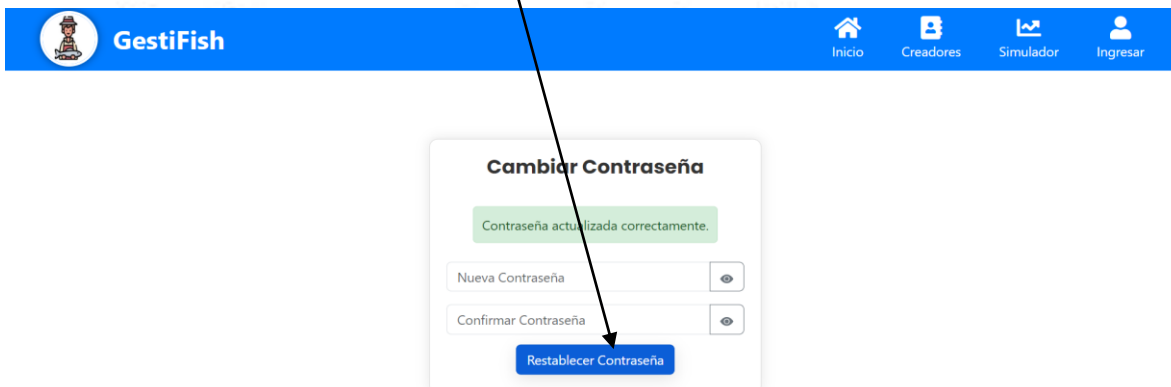 GestiFish
Inicio
Creadores
Simulador
Ingresar
Cambiar Contraseña
Contraseña actualizada correctamente.
Nueva Contraseña
Confirmar Contraseña
Restablecer Contraseña